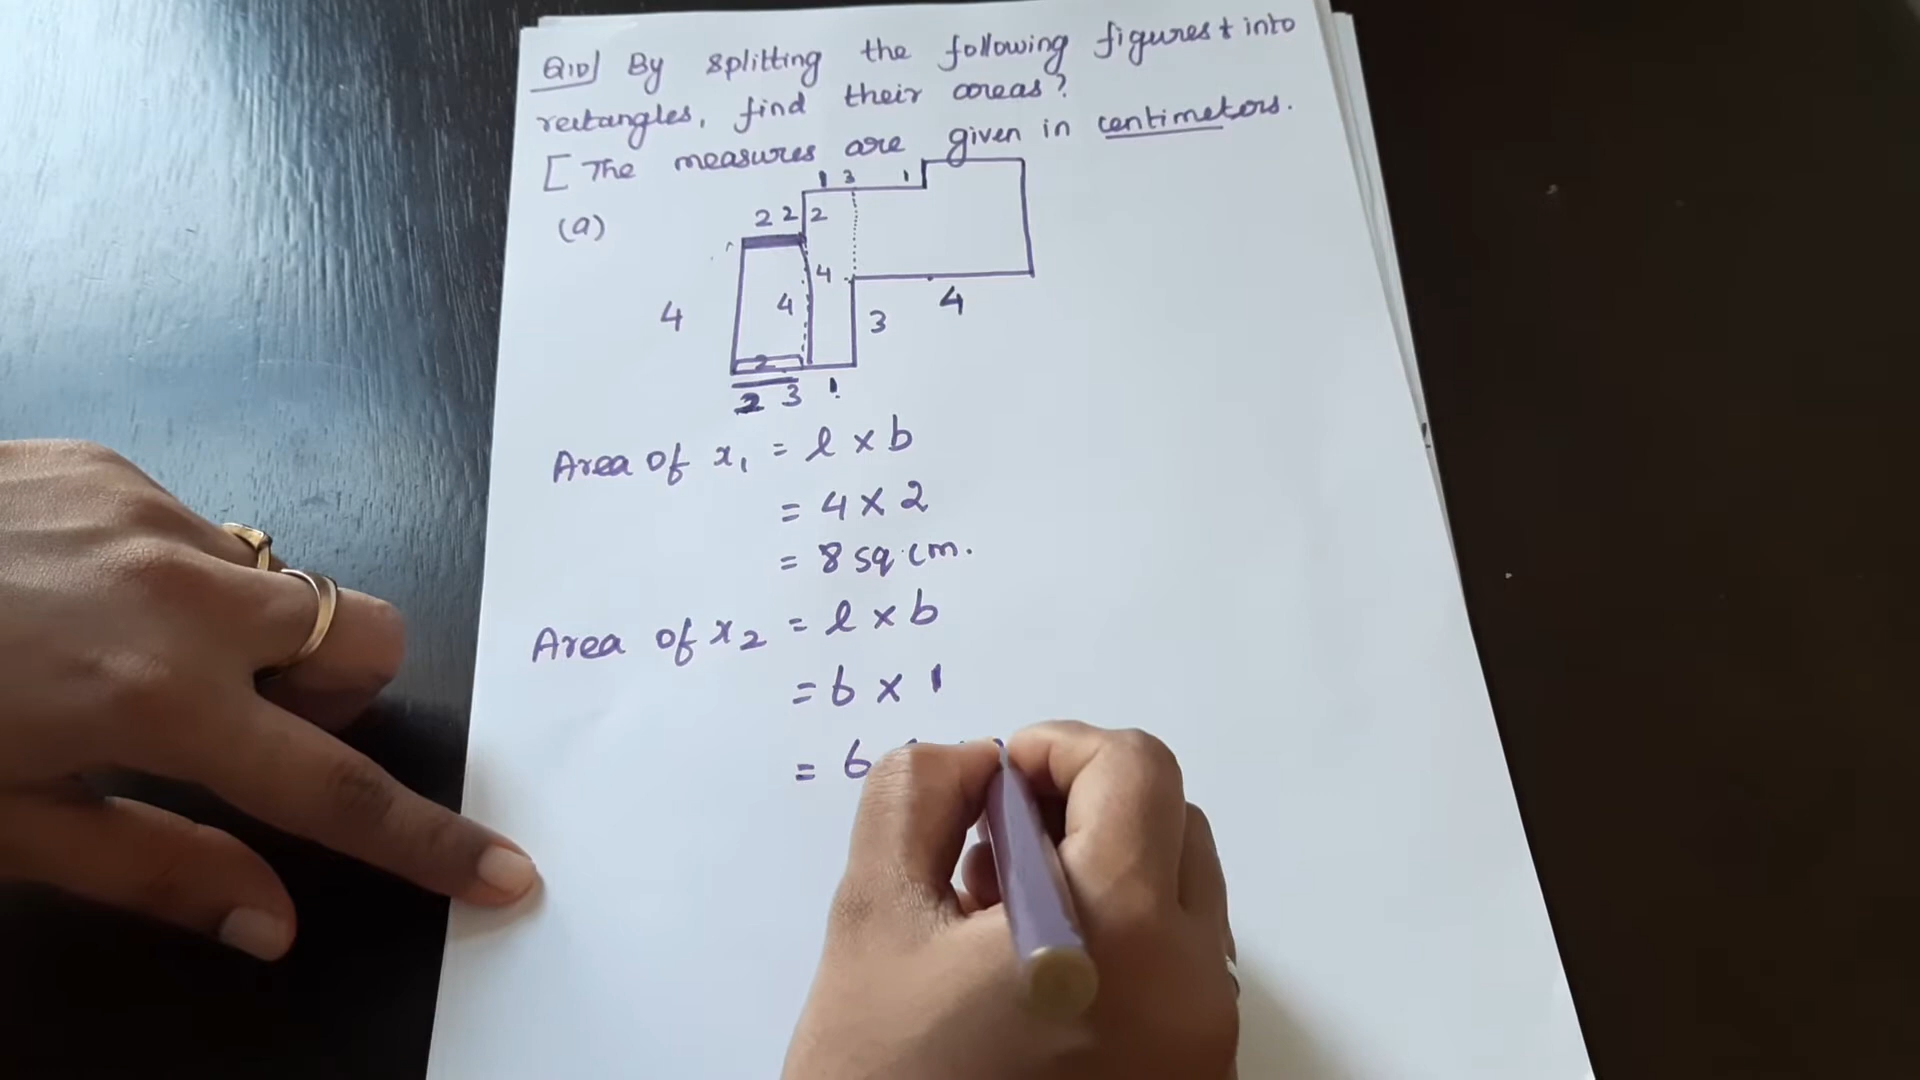 Q10) By splitting the following figures into
rectangles, find their areas?
[The measures are given in centimeters.
1 3 1
(a) 2 2 2
4
4 4
3 4
2
2 3 1
Area of x₁ = l × b
= 4 × 2
= 8 sq. cm.
Area of x₂ = l × b
= 6 × 1
= 6